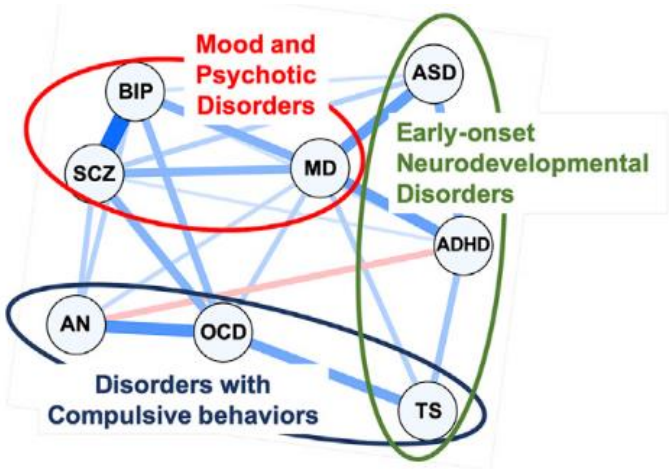 Mood and
Psychotic
Disorders
BIP
ASD
Early-onset
Neurodevelopmental
Disorders
SCZ
MD
ADHD
AN
OCD
Disorders with
Compulsive behaviors
TS